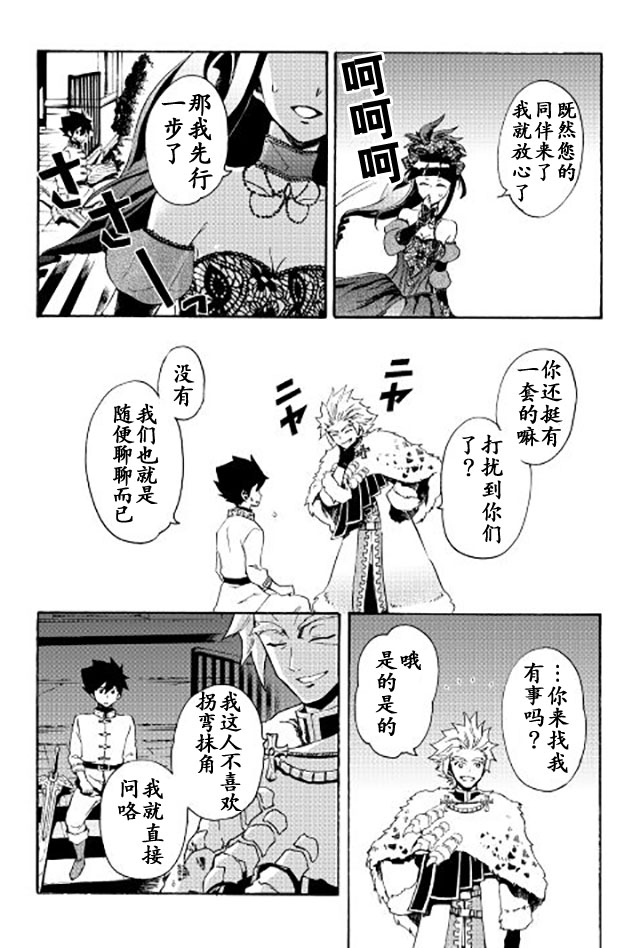 既然您的
同伴来了
我就放心
了
呵呵呵
那我先行
一步了
ささーっ
你还挺有
一套的嘛
打扰到你们
了？
ニヤ
ニヤ
没有
我们也就是
随便聊聊而已
…你来找我
有事吗？
哦
是的是的
我这人不喜欢
拐弯抹角
我就直接
问咯